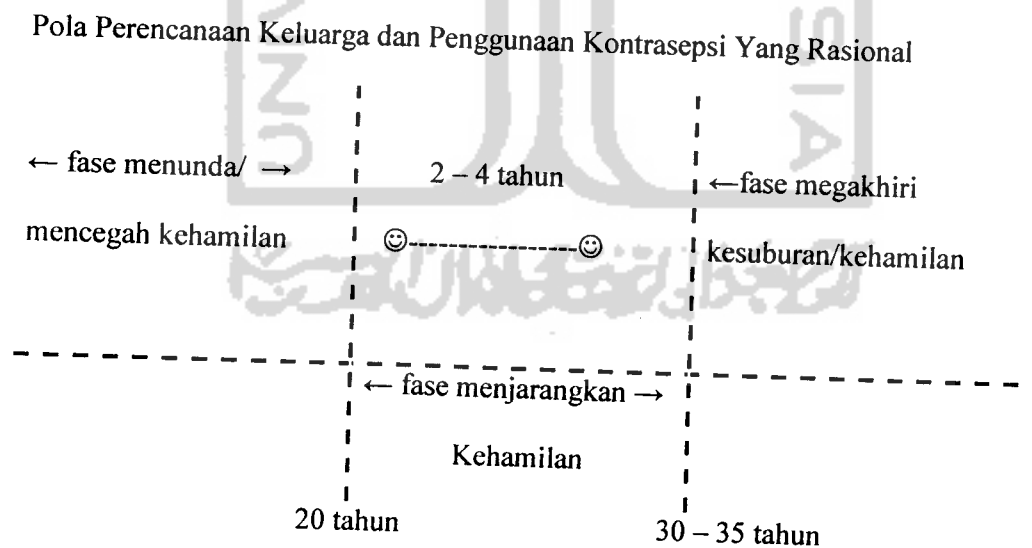 Pola Perencanaan Keluarga dan Penggunaan Kontrasepsi Yang Rasional
← fase menunda/ →
mencegah kehamilan
2 – 4 tahun
☺-----------------☺
←fase megakhiri
kesuburan/kehamilan
← fase menjarangkan →
Kehamilan
20 tahun
30 – 35 tahun